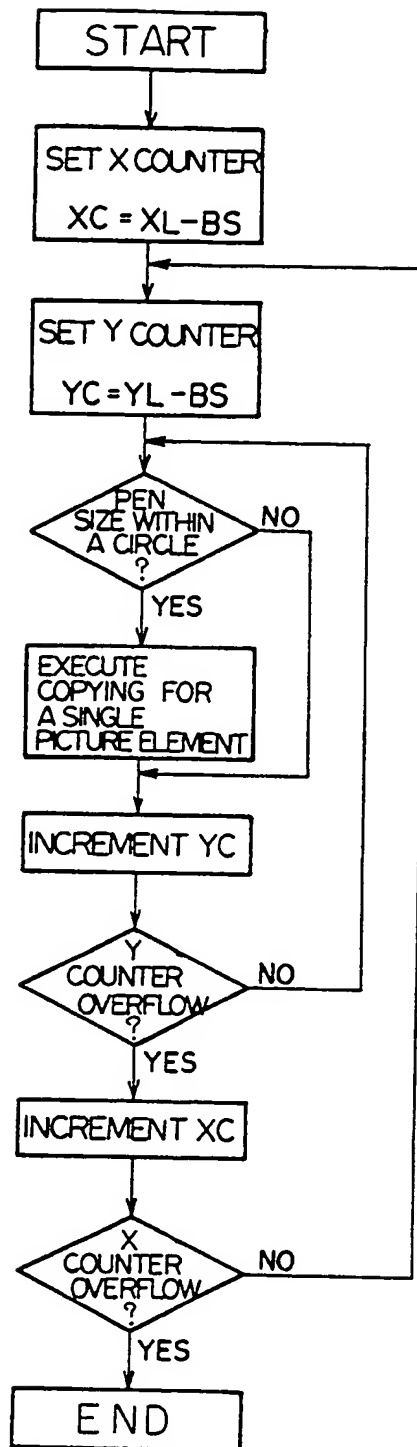 START
SET X COUNTER
XC = XL-BS
SET Y COUNTER
YC = YL-BS
PEN
SIZE WITHIN
A CIRCLE
?
NO
YES
EXECUTE
COPYING FOR
A SINGLE
PICTURE ELEMENT
INCREMENT YC
Y
COUNTER
OVERFLOW
?
NO
YES
INCREMENT XC
X
COUNTER
OVERFLOW
?
NO
YES
END